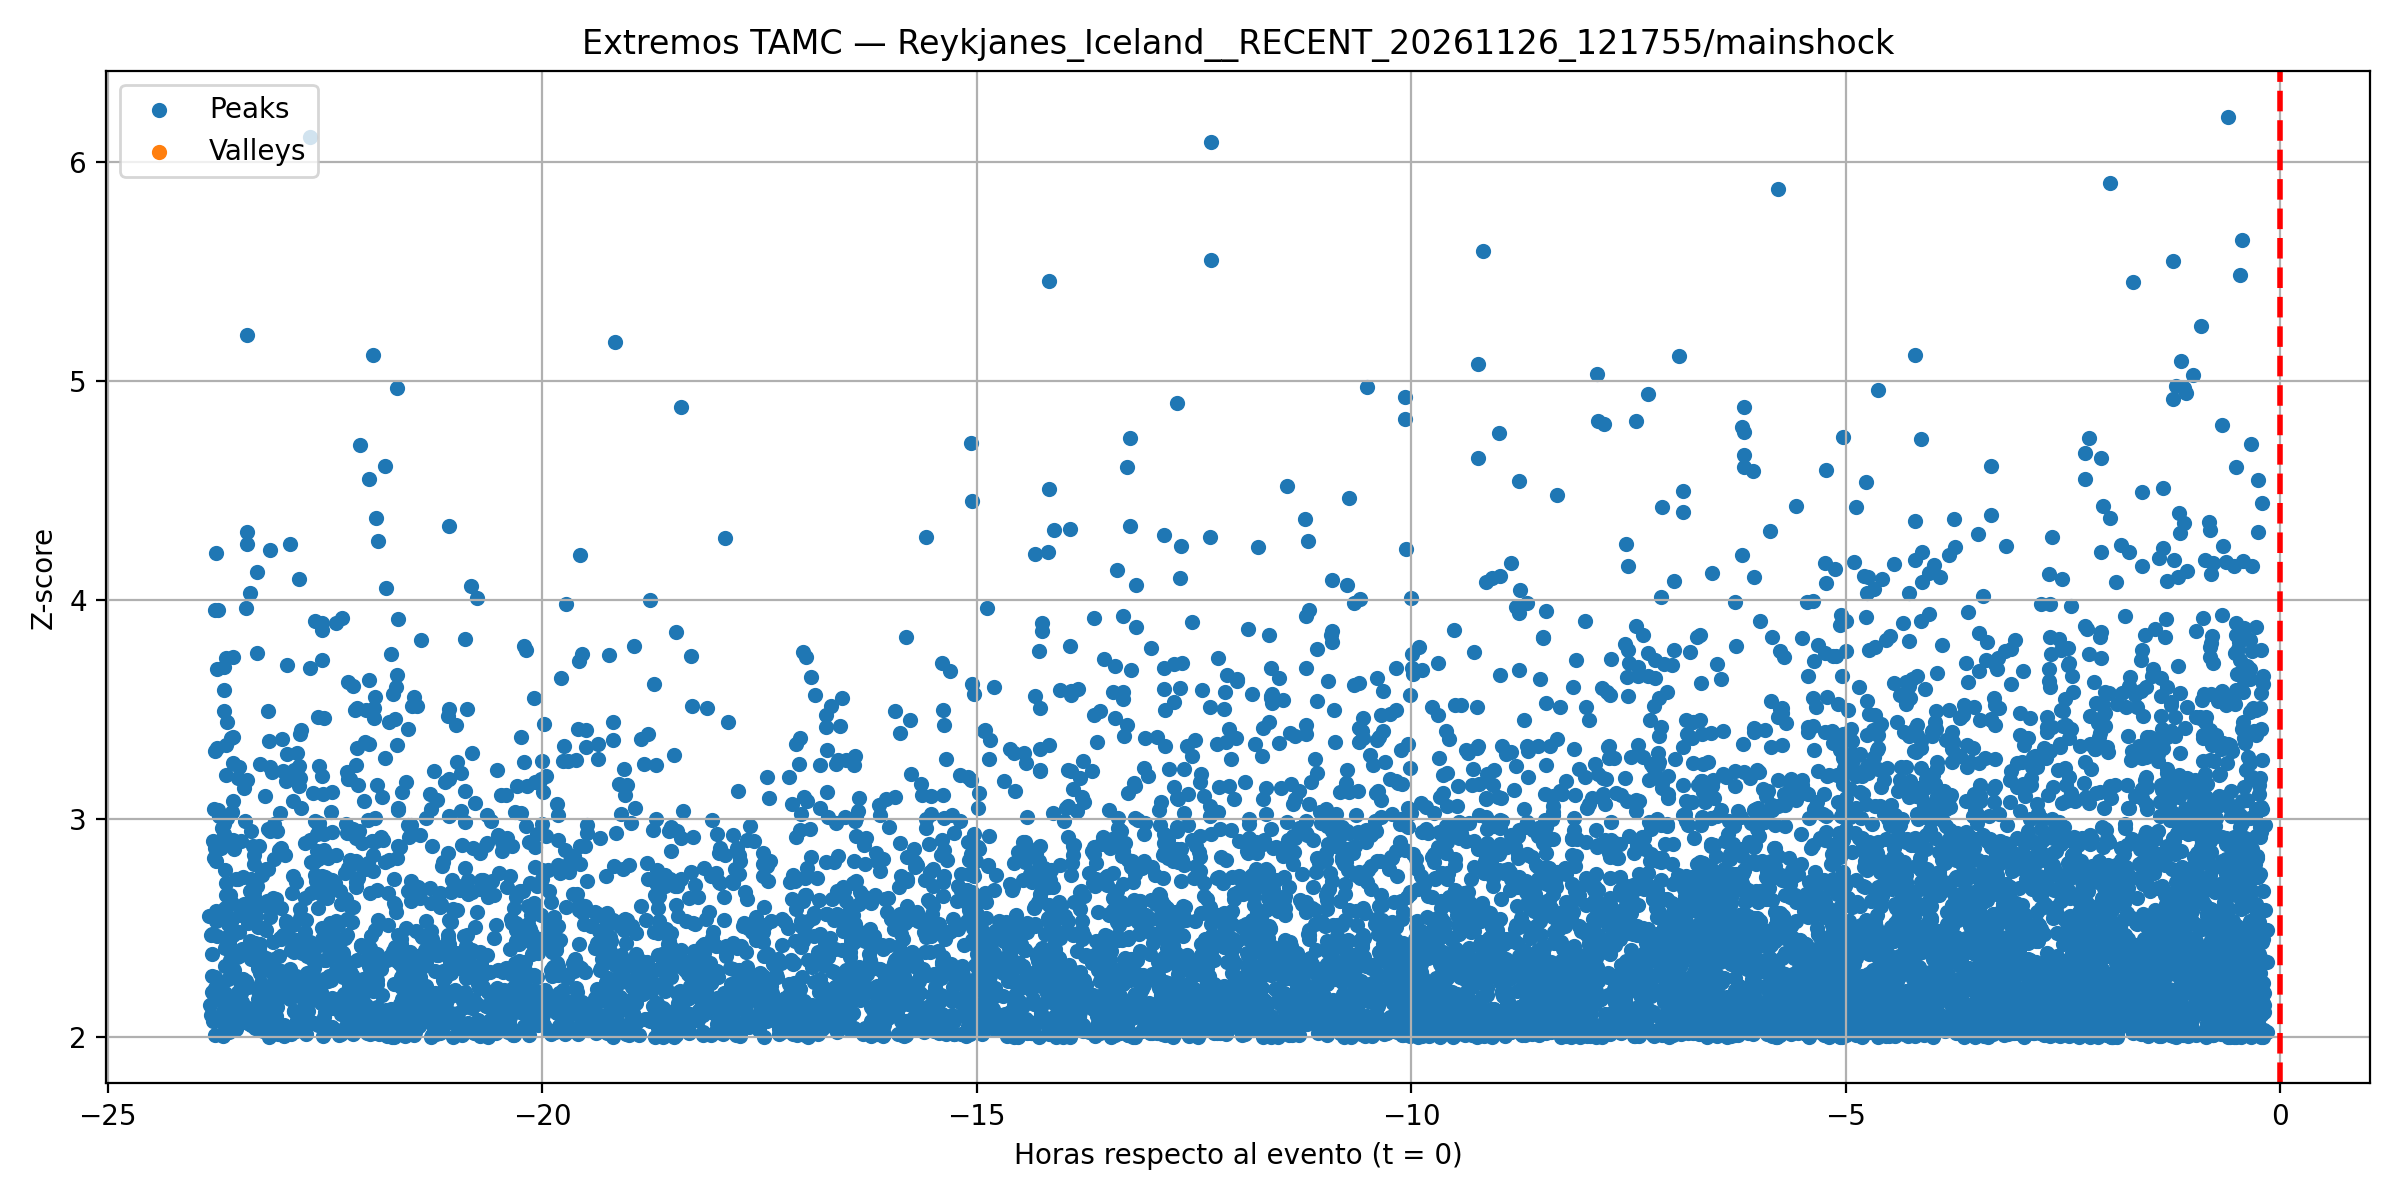 Extremos TAMC — Reykjanes_Iceland__RECENT_20261126_121755/mainshock
Peaks
Valleys
6
5
4
3
2
Z-score
−25
−20
−15
−10
−5
0
Horas respecto al evento (t = 0)